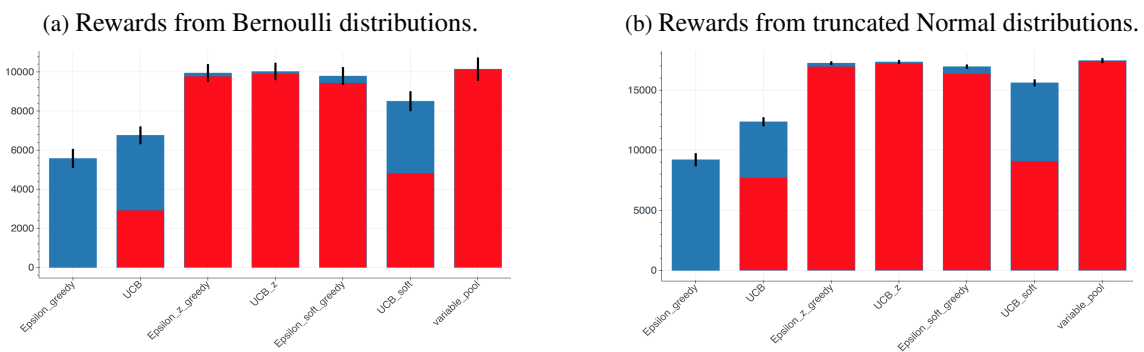 (a) Rewards from Bernoulli distributions.
10000
8000
6000
4000
2000
0
Epsilon_greedy
UCB
Epsilon_z_greedy
UCB_z
Epsilon_soft_greedy
UCB_soft
variable_pool
(b) Rewards from truncated Normal distributions.
15000
10000
5000
0
Epsilon_greedy
UCB
Epsilon_z_greedy
UCB_z
Epsilon_soft_greedy
UCB_soft
variable_pool